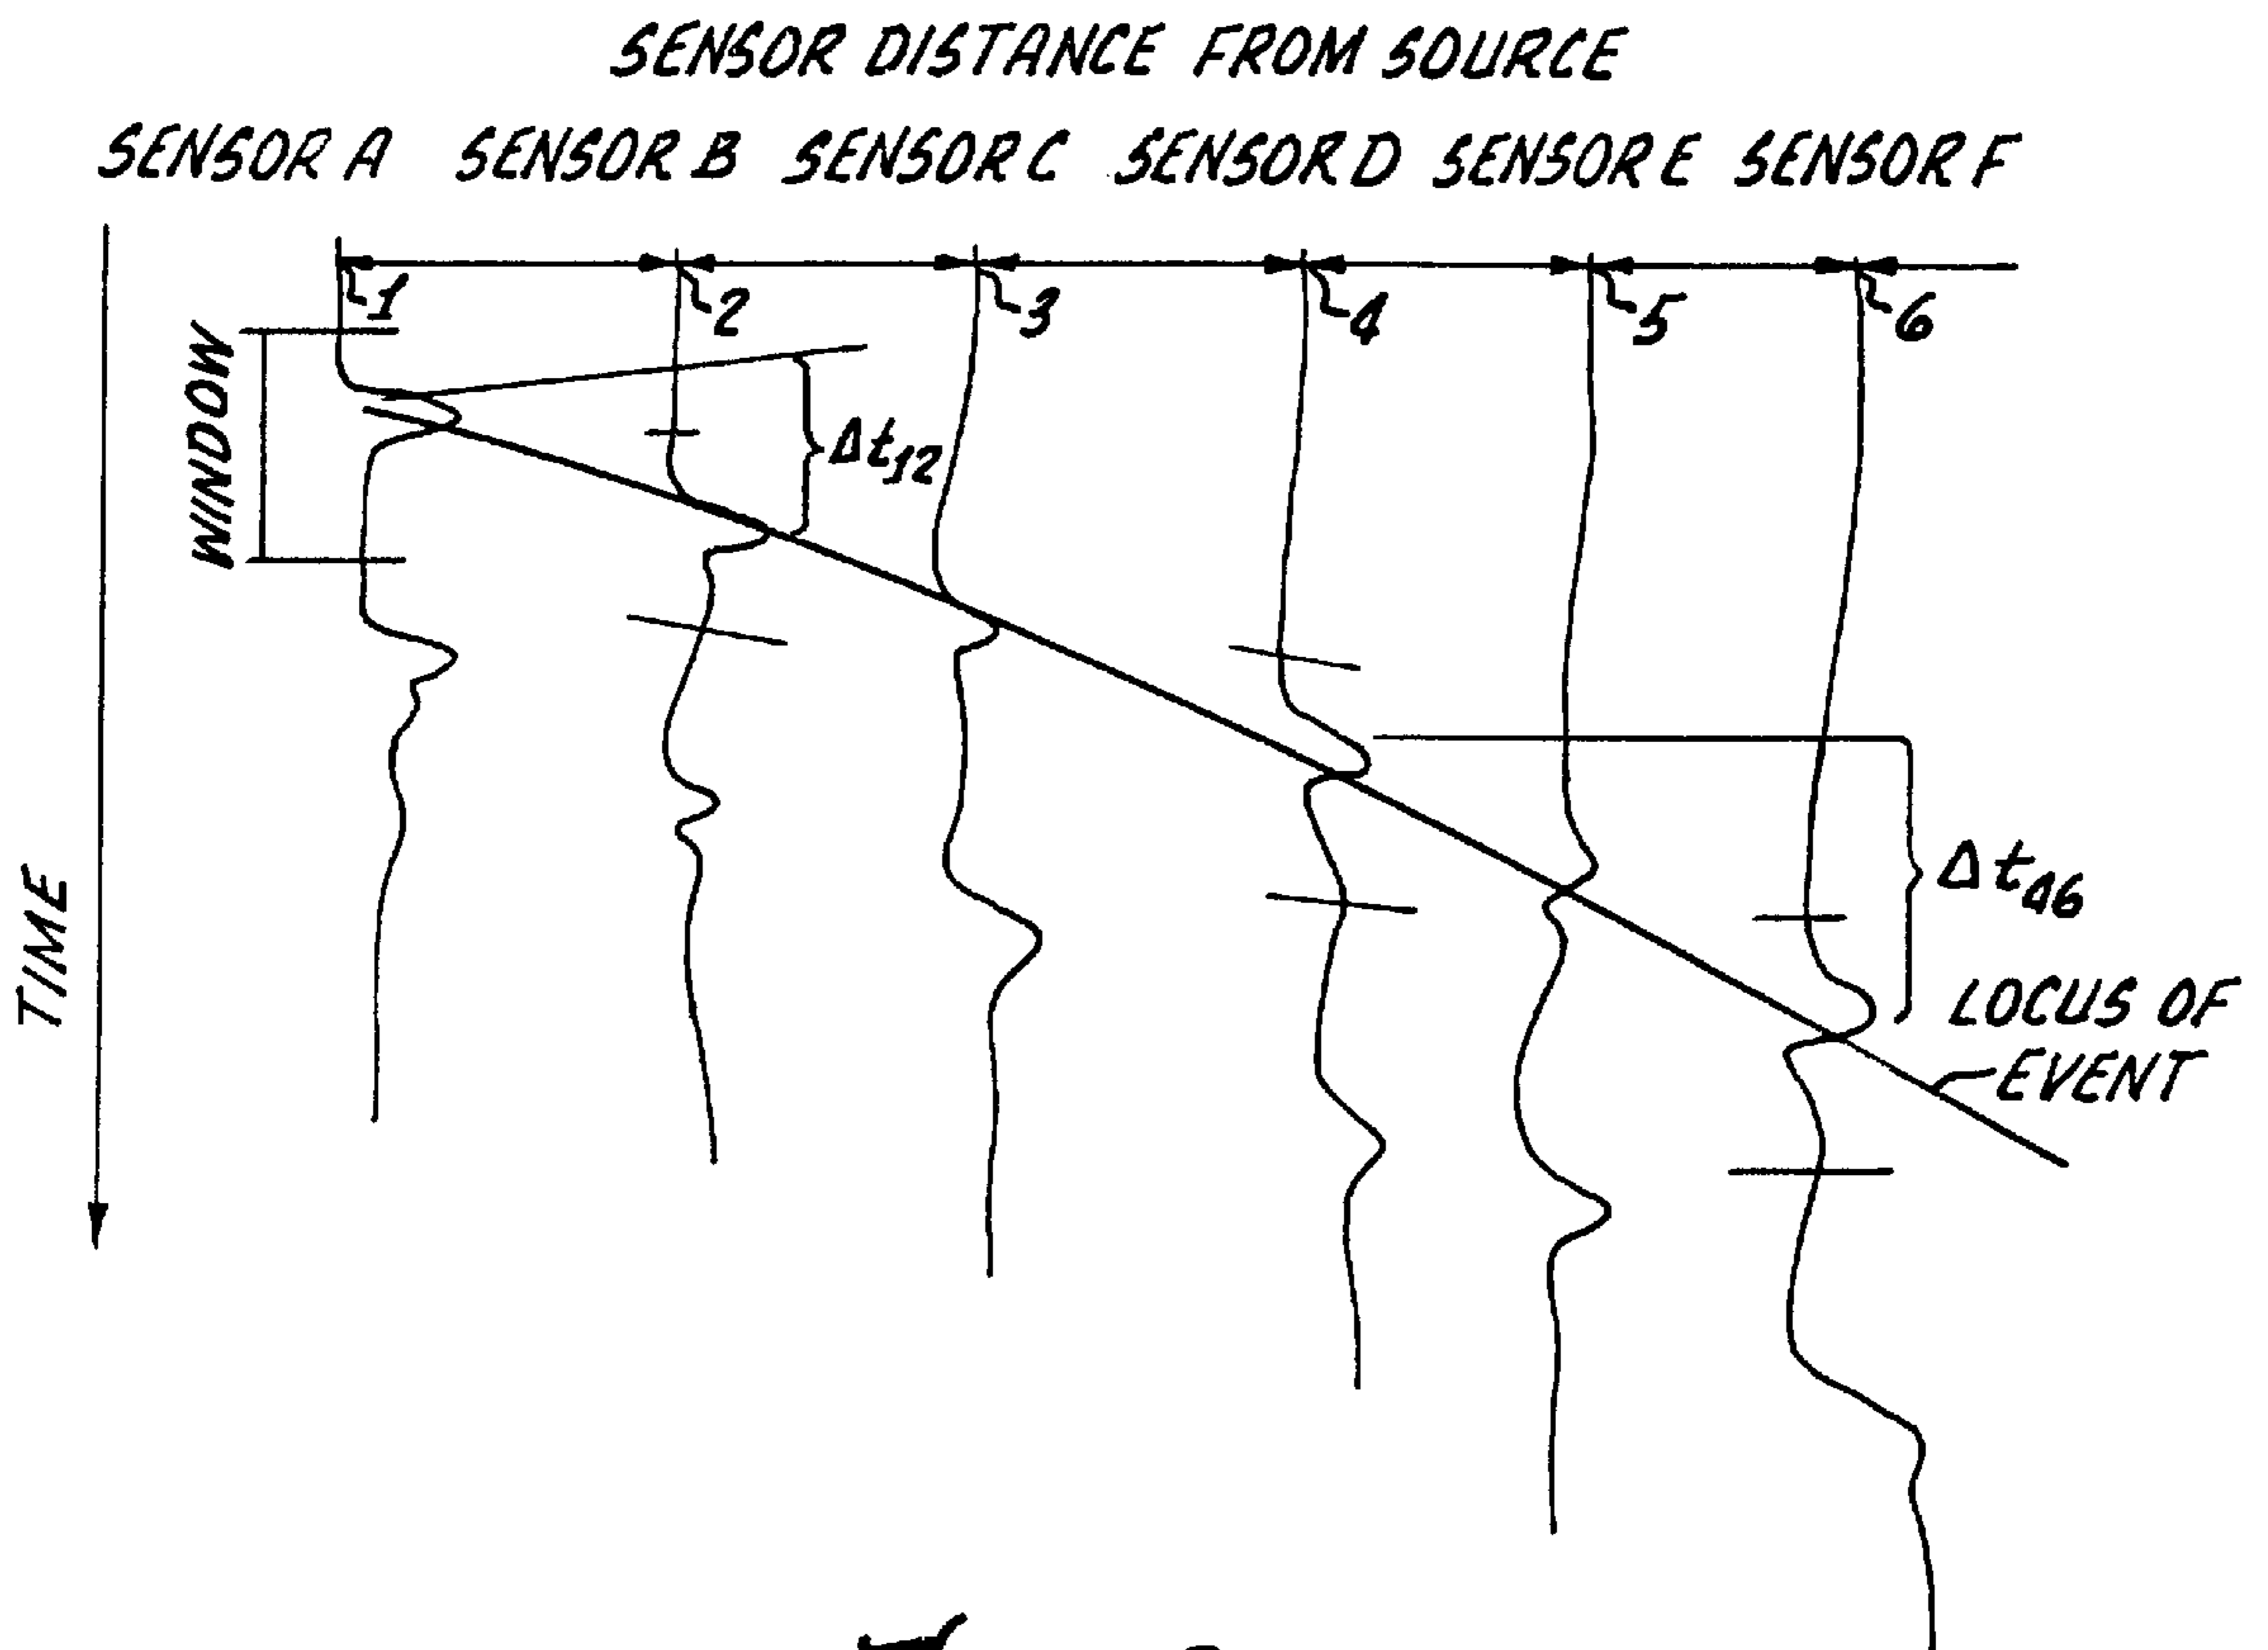 SENSOR DISTANCE FROM SOURCE
SENSOR A SENSOR B SENSOR C SENSOR D SENSOR E SENSOR F
1 2 3 4 5 6
WINDOW
Δt12
TIME
Δt46
LOCUS OF
EVENT